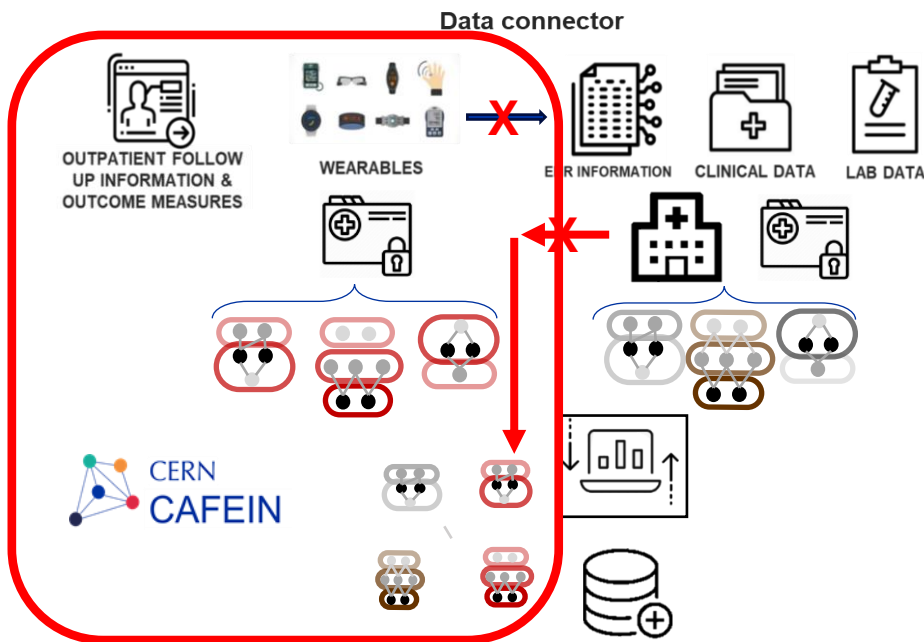 Data connector
OUTPATIENT FOLLOW
UP INFORMATION &
OUTCOME MEASURES
WEARABLES
X
INFORMATION
CLINICAL DATA
LAB DATA
X
CERN
CAFEIN